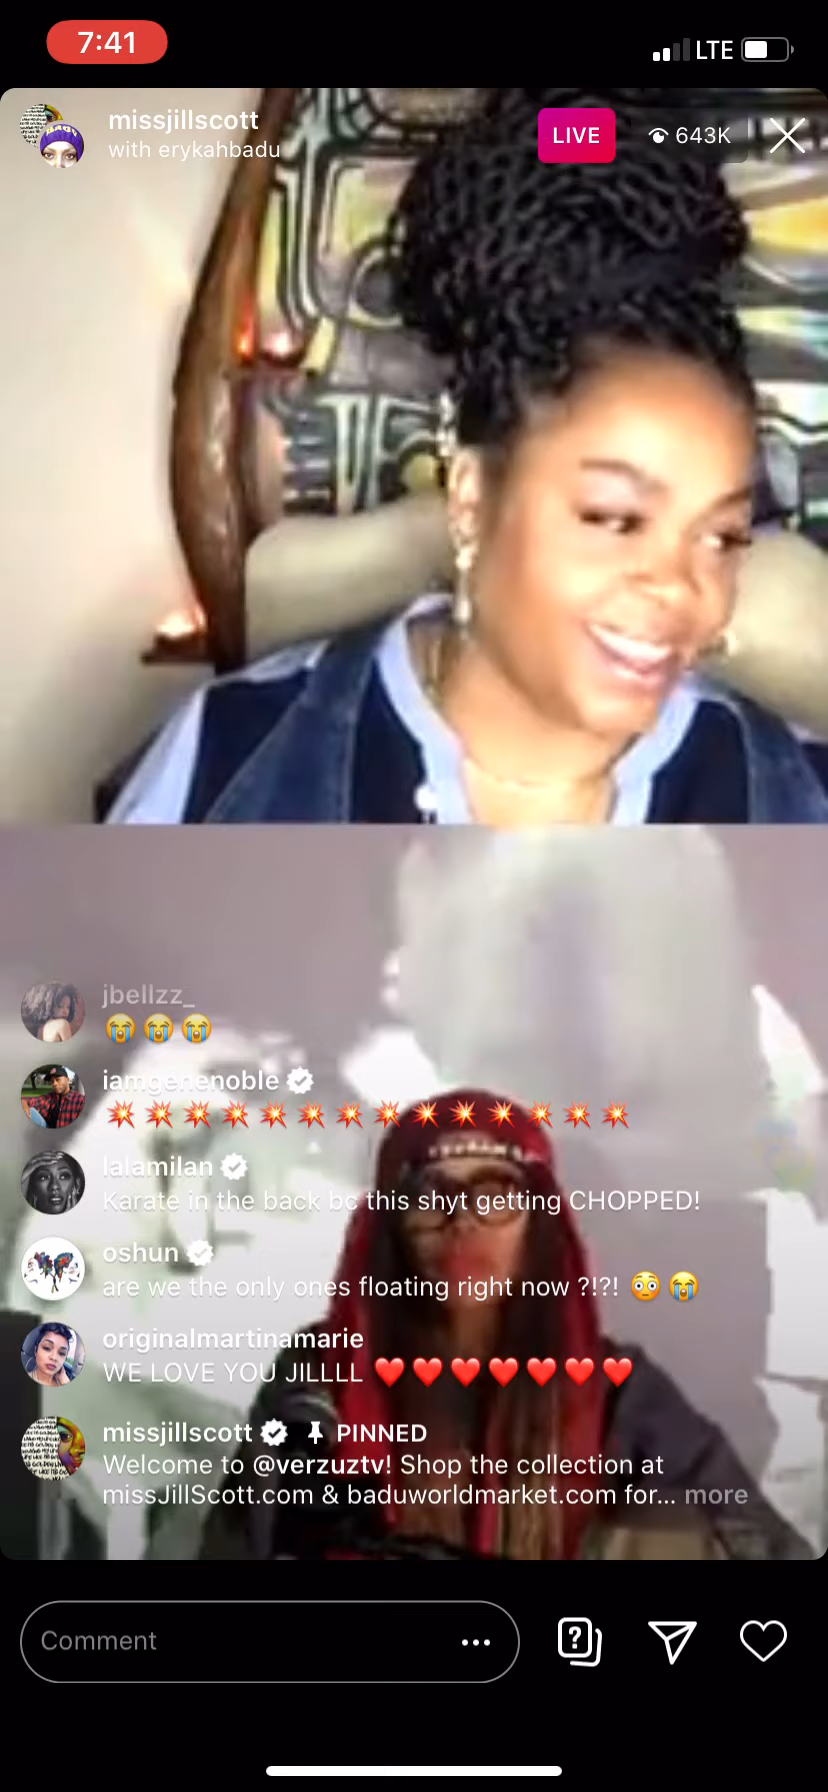 7:41
LTE
missjillscott
with erykahbadu
LIVE
643K
jbellzz_
😭😭😭
iamgenenoble
💥💥💥💥💥💥💥💥💥💥💥💥💥💥
lalamilan
Karate in the back bc this shyt getting CHOPPED!
oshun
are we the only ones floating right now ?!?! 😳😭
originalmartinamarie
WE LOVE YOU JILLLL ❤️❤️❤️❤️❤️❤️❤️
missjillscott PINNED
Welcome to @verzuztv! Shop the collection at
missJillScott.com & baduworldmarket.com for... more
Comment
?